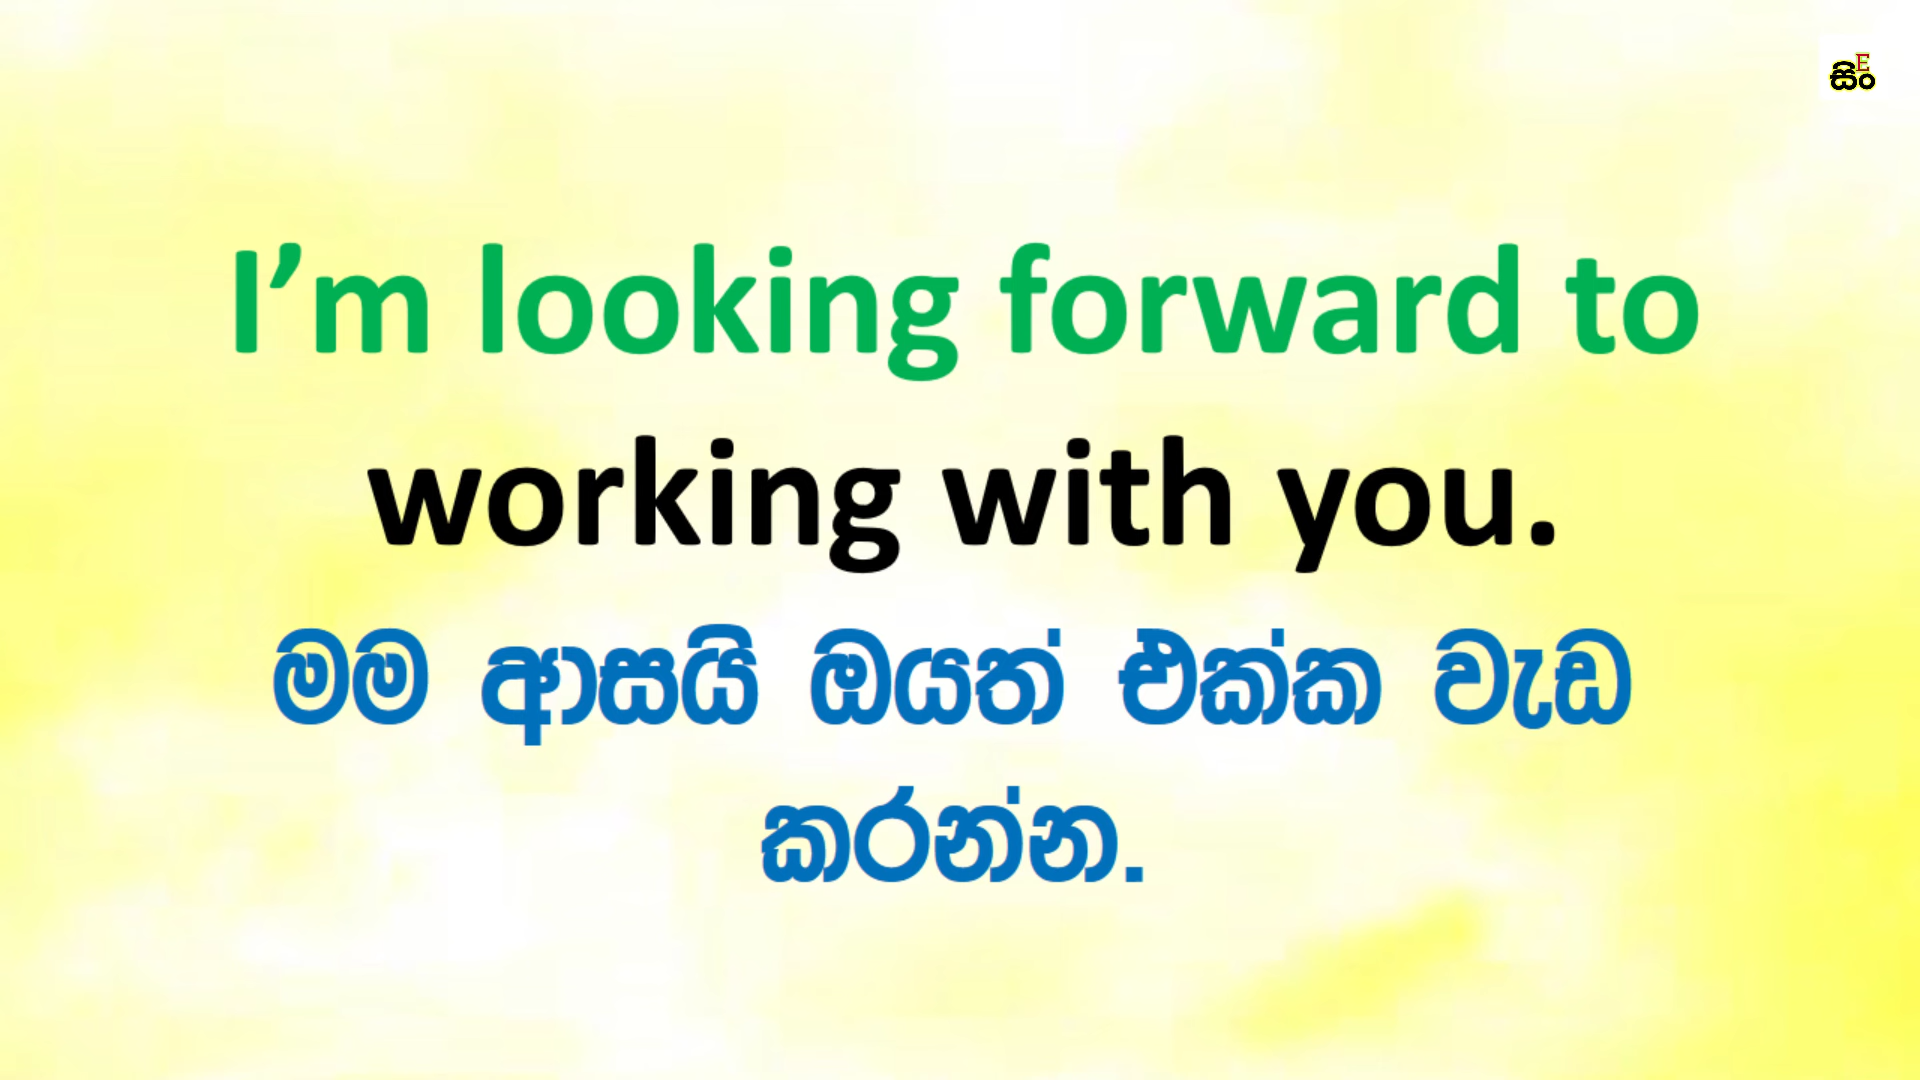 සිංE
I’m looking forward to
working with you.
මම ආසයි ඔයත් එක්ක වැඩ
කරන්න.